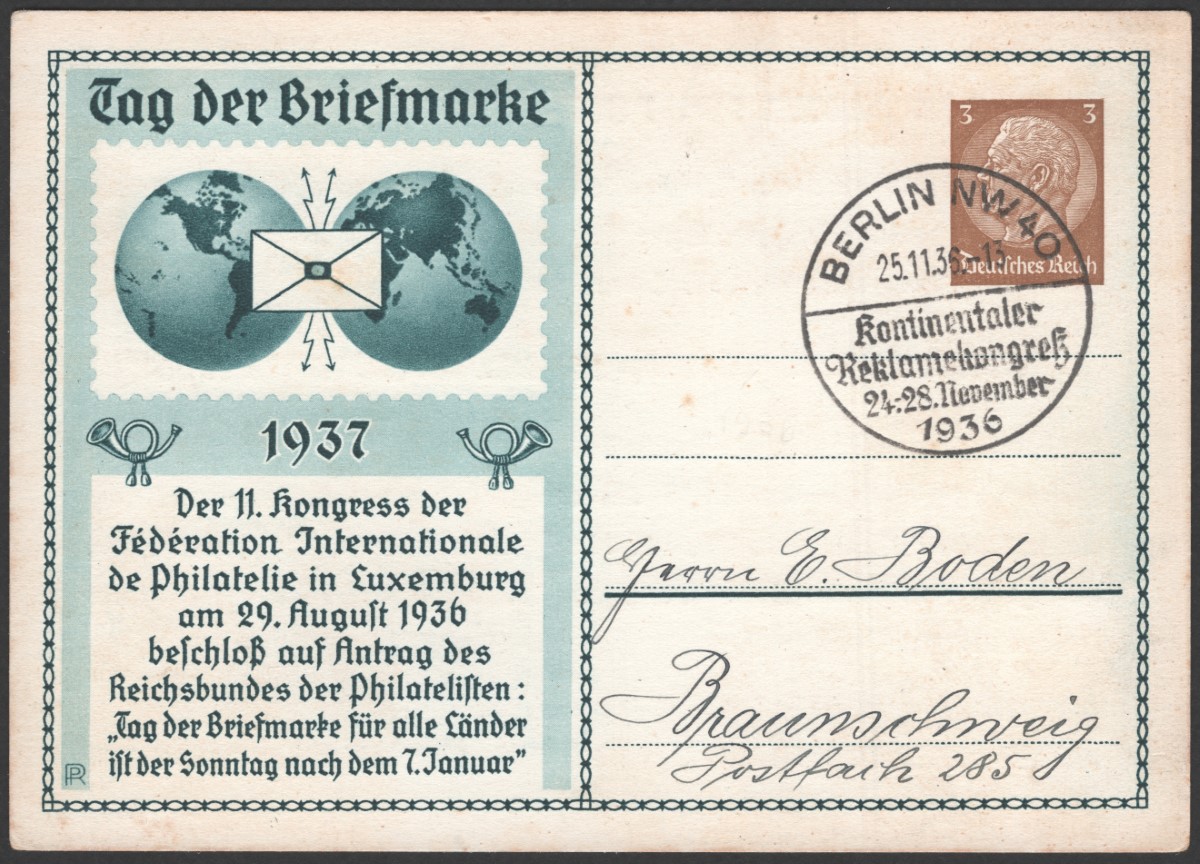 Tag der Briefmarke
1937
Der 11. Kongress der
Fédération Internationale
de Philatelie in Luxemburg
am 29. August 1936
beschloß auf Antrag des
Reichsbundes der Philatelisten:
„Tag der Briefmarke für alle Länder
ist der Sonntag nach dem 7. Januar”
PR
3 3
Deutsches Reich
BERLIN NW 40
25.11.36.-13
Kontinentaler
Reklamekongreß
24.-28. November
1936
Herrn E. Boden
Braunschweig
Postfach 285